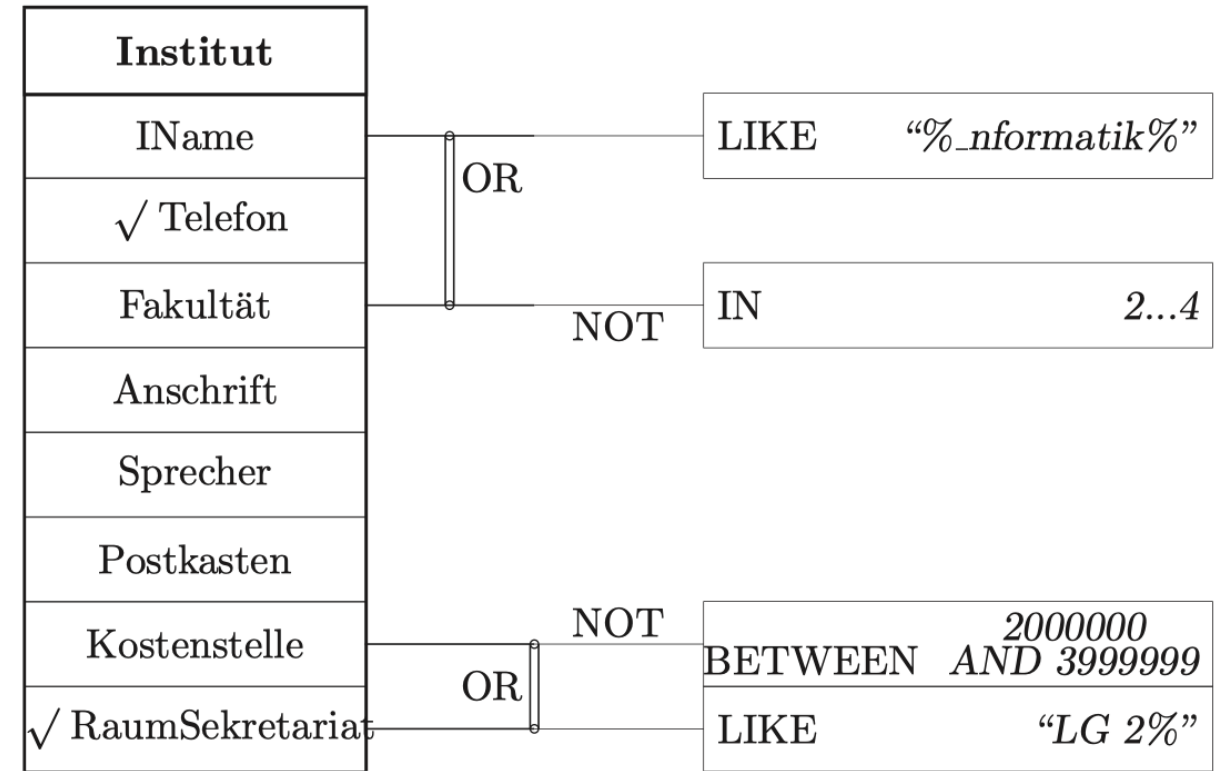 Institut
IName
LIKE “%_nformatik%”
OR
√ Telefon
Fakultät
IN 2...4
NOT
Anschrift
Sprecher
Postkasten
NOT
2000000
Kostenstelle
BETWEEN AND 3999999
OR
√ RaumSekretariat
LIKE “LG 2%”